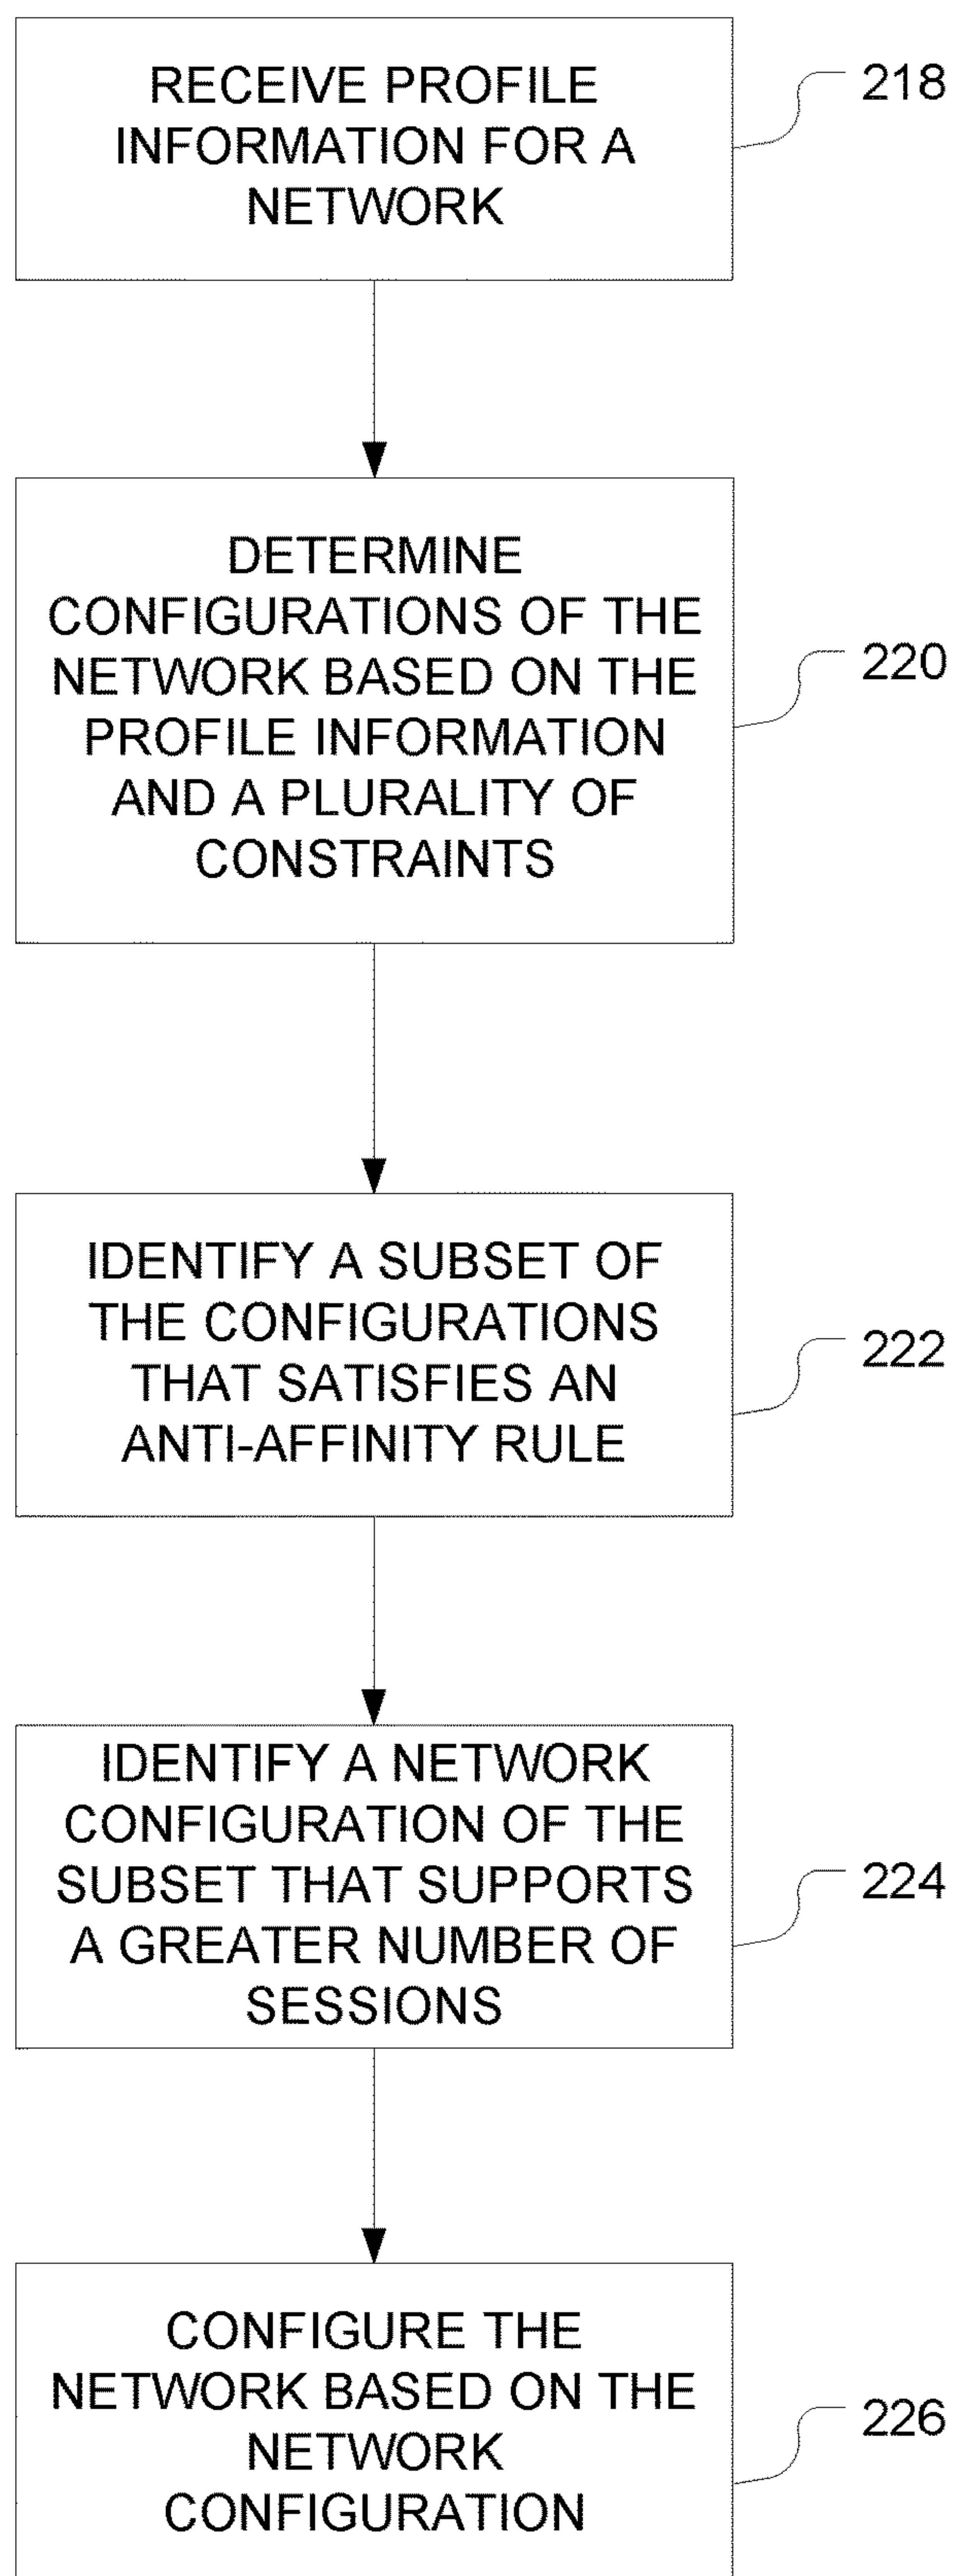 RECEIVE PROFILE
INFORMATION FOR A
NETWORK
218
DETERMINE
CONFIGURATIONS OF THE
NETWORK BASED ON THE
PROFILE INFORMATION
AND A PLURALITY OF
CONSTRAINTS
220
IDENTIFY A SUBSET OF
THE CONFIGURATIONS
THAT SATISFIES AN
ANTI-AFFINITY RULE
222
IDENTIFY A NETWORK
CONFIGURATION OF THE
SUBSET THAT SUPPORTS
A GREATER NUMBER OF
SESSIONS
224
CONFIGURE THE
NETWORK BASED ON THE
NETWORK
CONFIGURATION
226